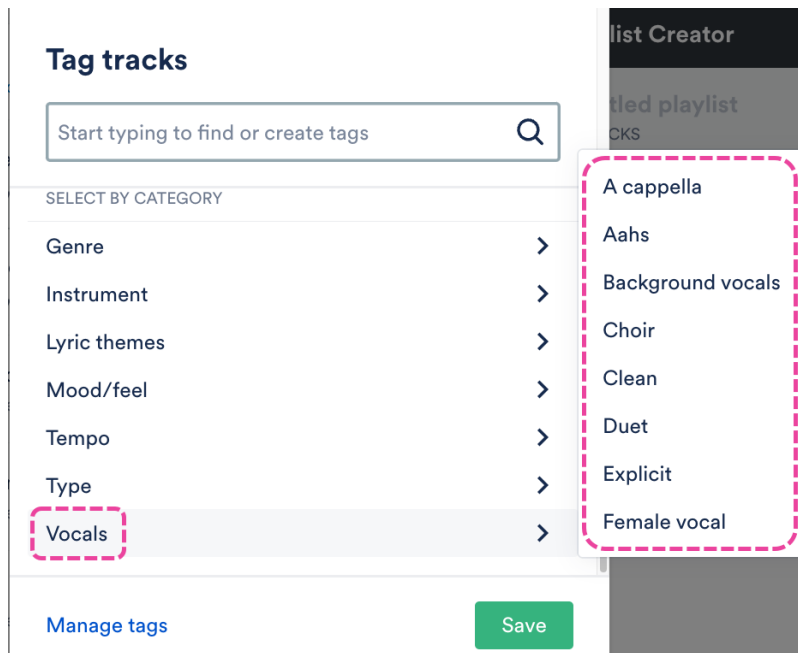 Tag tracks
Start typing to find or create tags
SELECT BY CATEGORY
Genre
Instrument
Lyric themes
Mood/feel
Tempo
Type
Vocals
Manage tags
Save
list Creator
tled playlist
CKS
A cappella
Aahs
Background vocals
Choir
Clean
Duet
Explicit
Female vocal